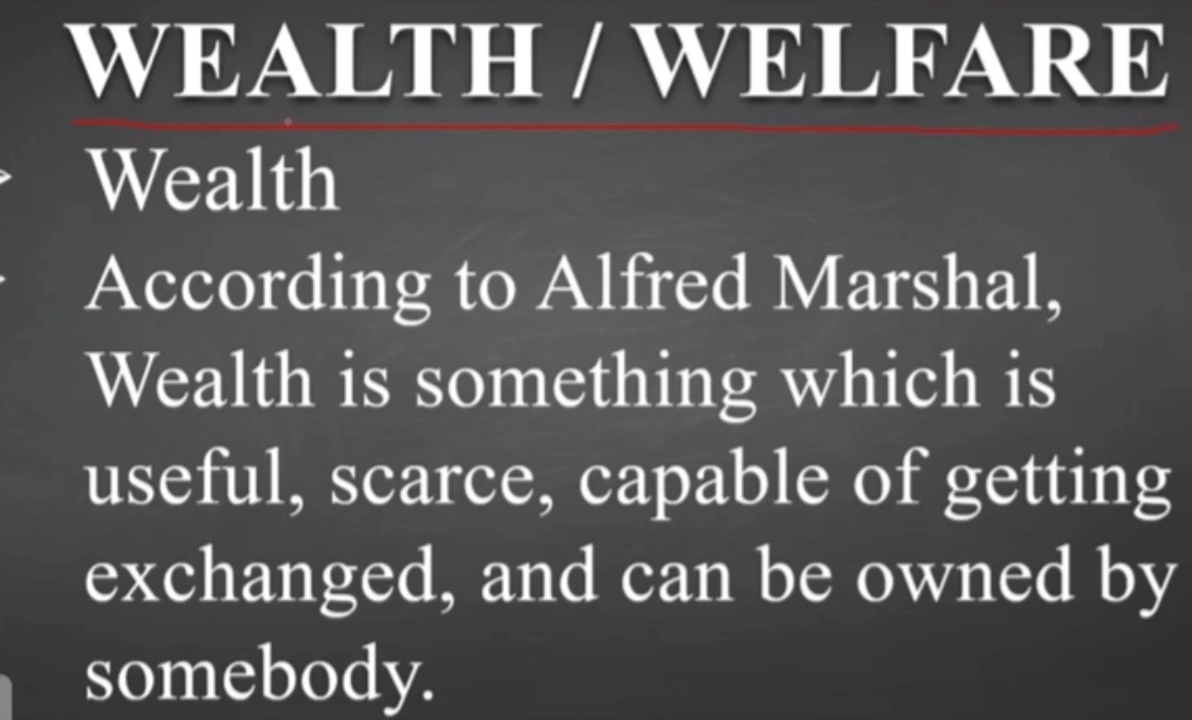 WEALTH / WELFARE
Wealth
According to Alfred Marshal,
Wealth is something which is
useful, scarce, capable of getting
exchanged, and can be owned by
somebody.